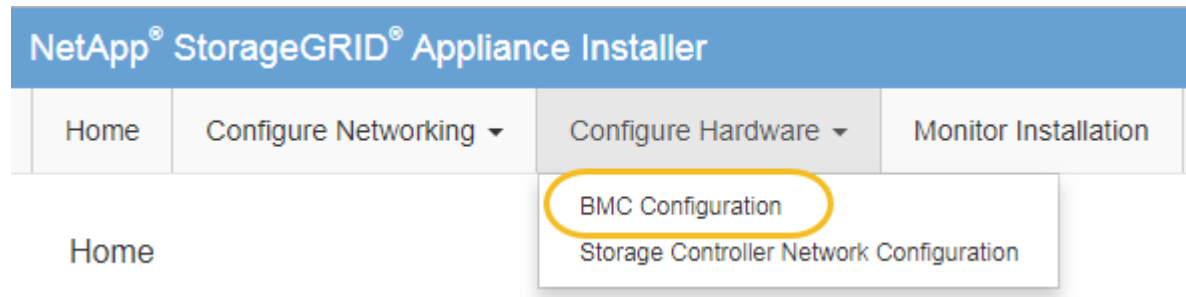 NetApp® StorageGRID® Appliance Installer
Home Configure Networking Configure Hardware Monitor Installation
BMC Configuration
Home
Storage Controller Network Configuration